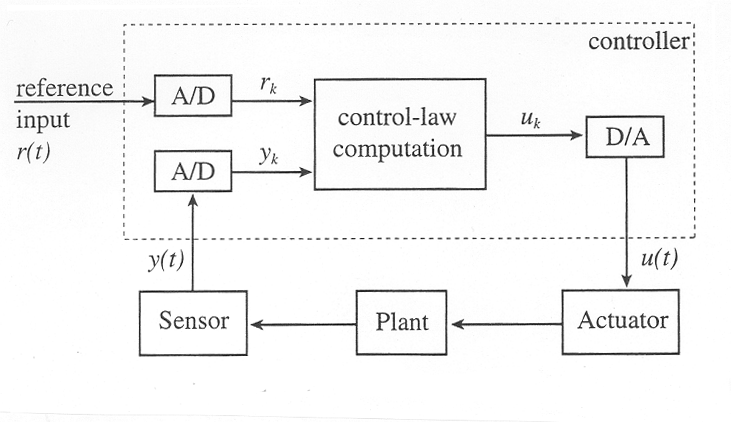 controller
reference
input
r(t)
A/D
r_k
A/D
y_k
control-law
computation
u_k
D/A
y(t)
u(t)
Sensor
Plant
Actuator